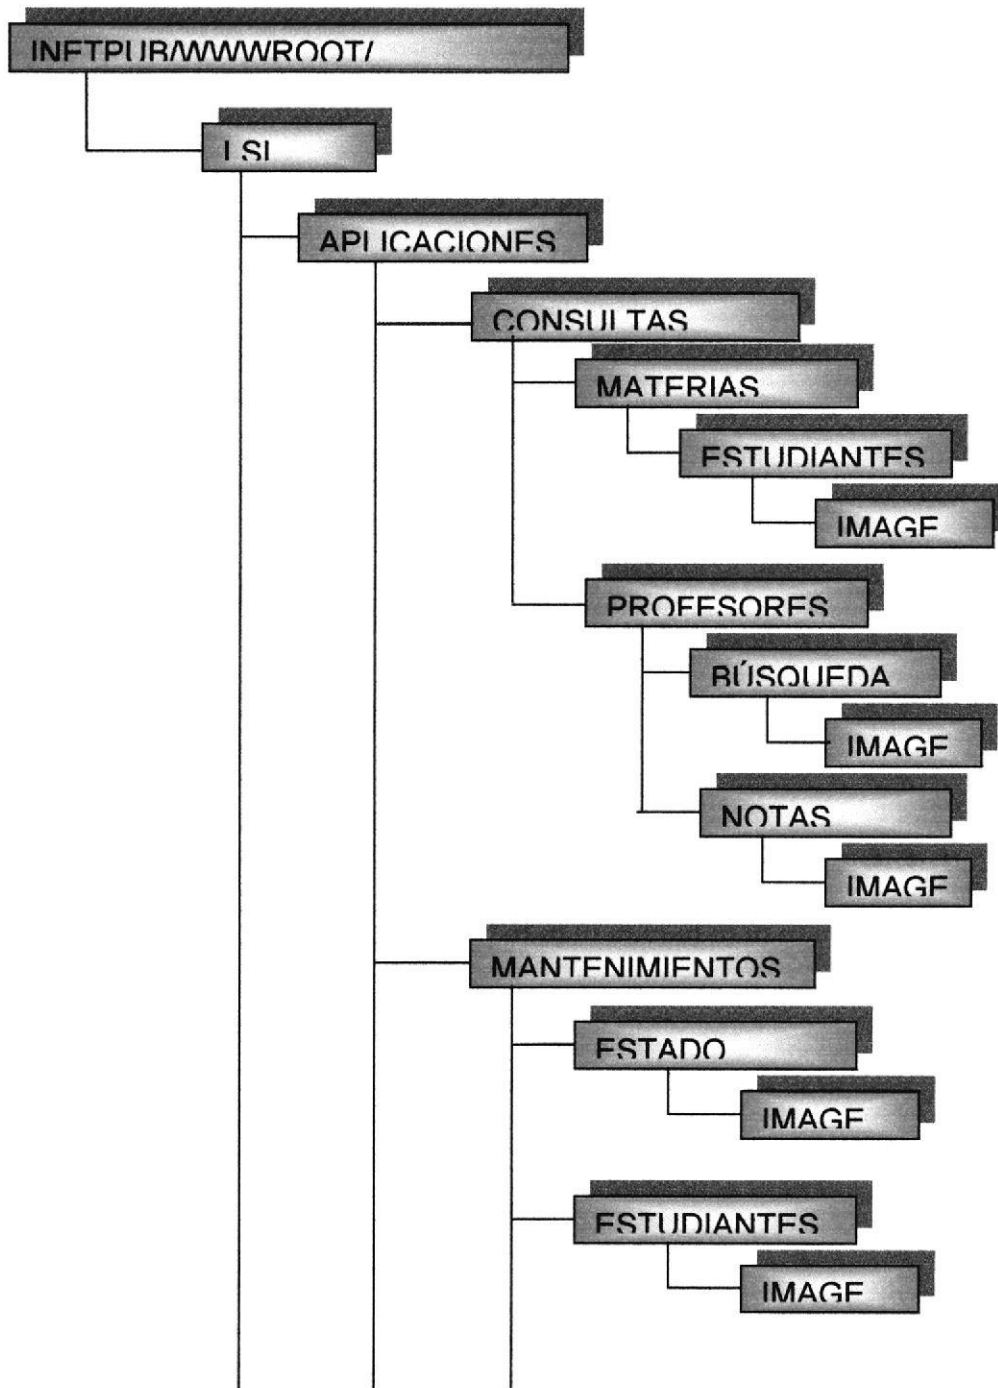 INETPUB/WWWROOT/
LSI
APLICACIONES
CONSULTAS
MATERIAS
ESTUDIANTES
IMAGE
PROFESORES
BÚSQUEDA
IMAGE
NOTAS
IMAGE
MANTENIMIENTOS
ESTADO
IMAGE
ESTUDIANTES
IMAGE